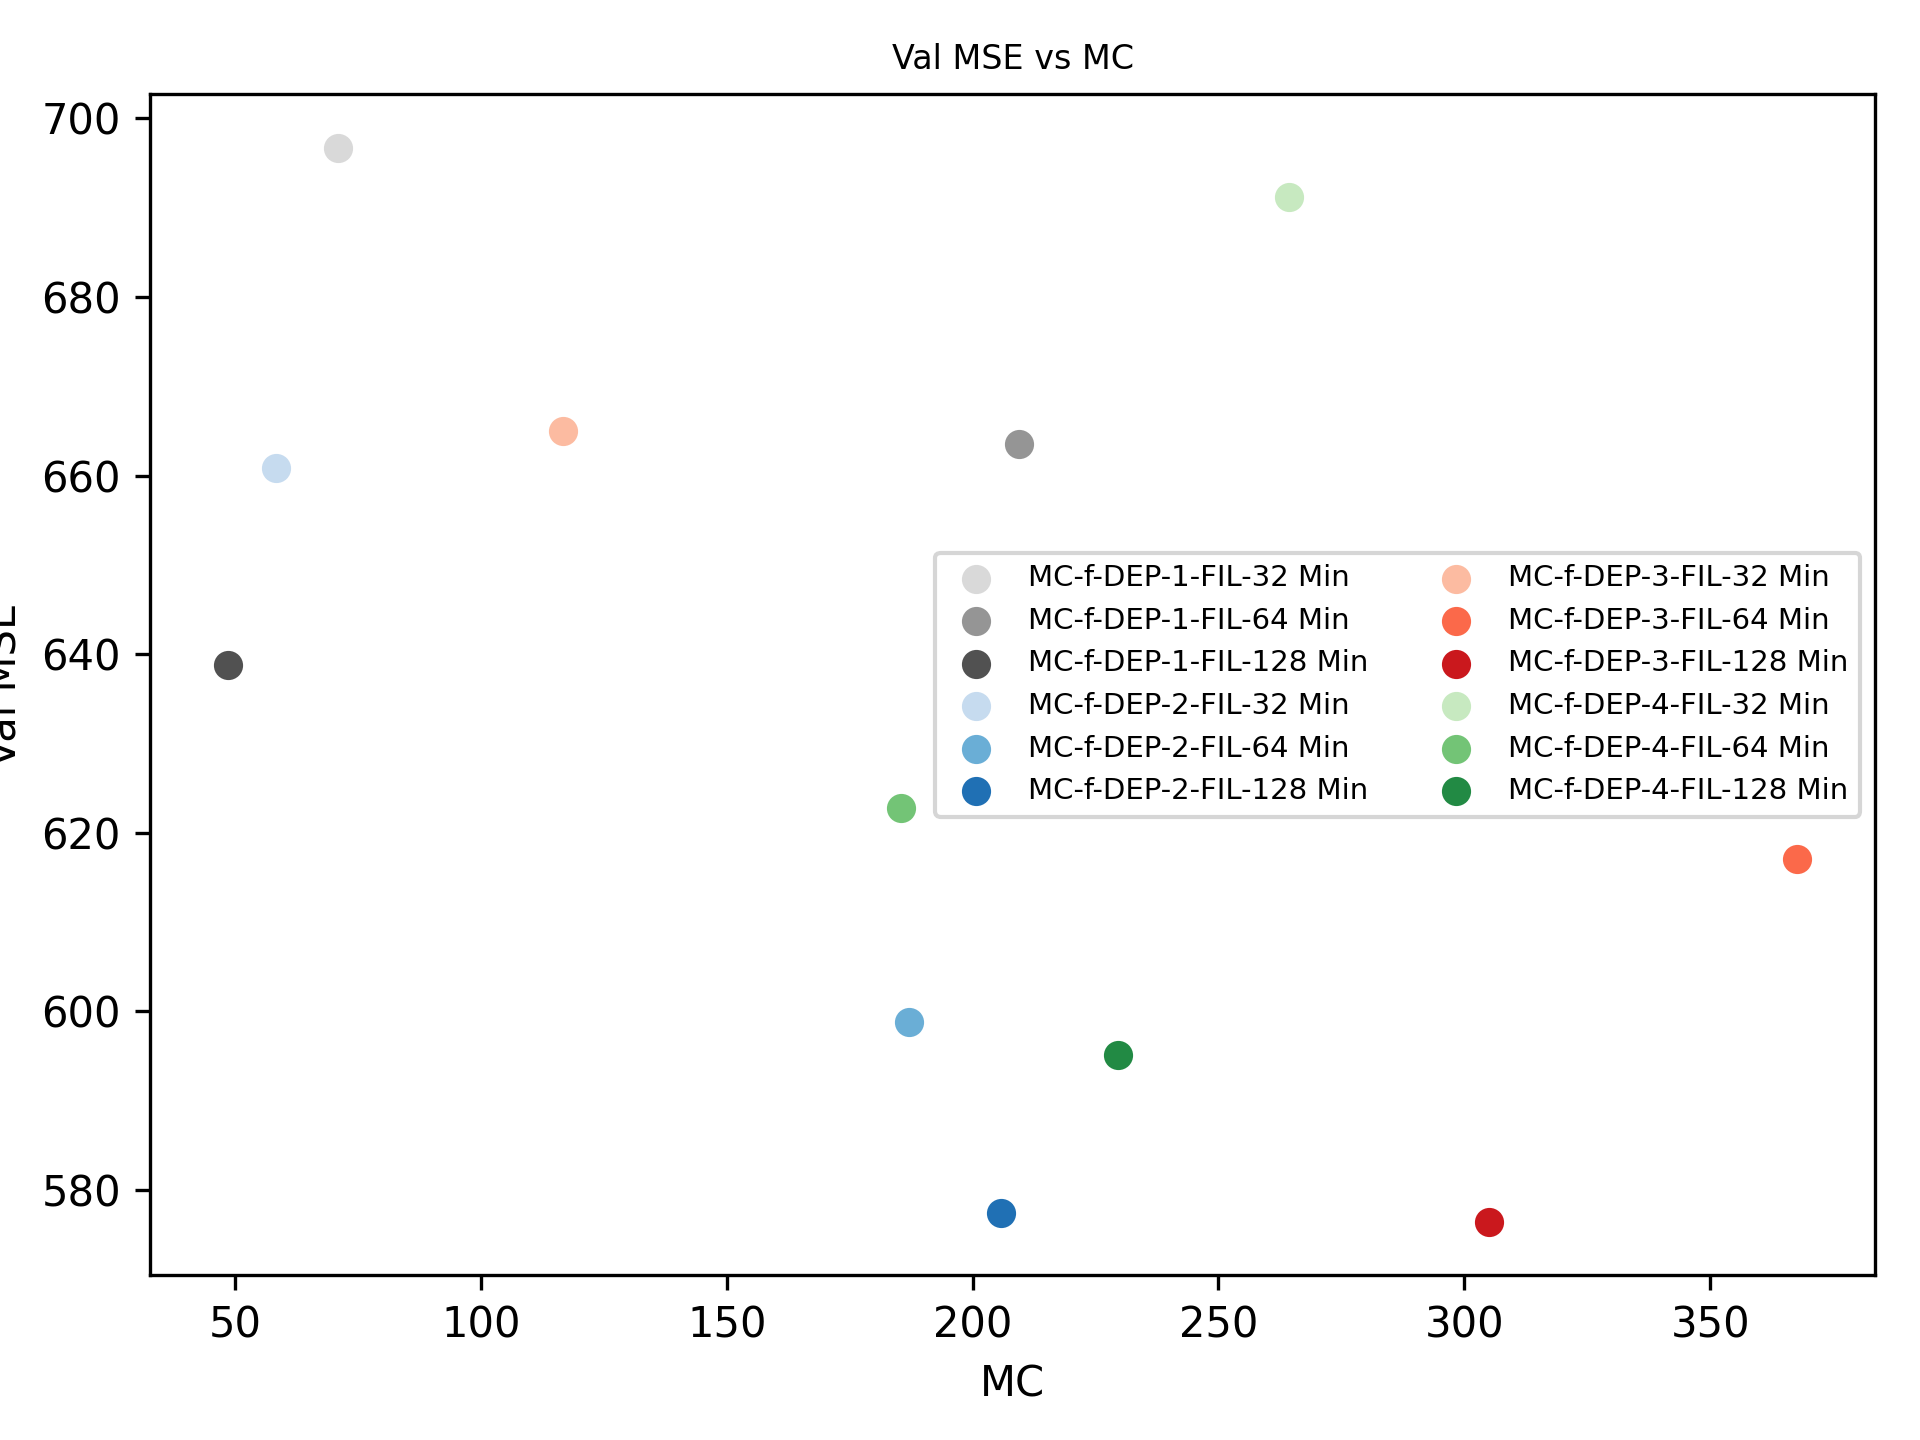 Val MSE vs MC
700
680
660
640
620
600
580
Val MSE
MC-f-DEP-1-FIL-32 Min
MC-f-DEP-1-FIL-64 Min
MC-f-DEP-1-FIL-128 Min
MC-f-DEP-2-FIL-32 Min
MC-f-DEP-2-FIL-64 Min
MC-f-DEP-2-FIL-128 Min
MC-f-DEP-3-FIL-32 Min
MC-f-DEP-3-FIL-64 Min
MC-f-DEP-3-FIL-128 Min
MC-f-DEP-4-FIL-32 Min
MC-f-DEP-4-FIL-64 Min
MC-f-DEP-4-FIL-128 Min
50 100 150 200 250 300 350
MC